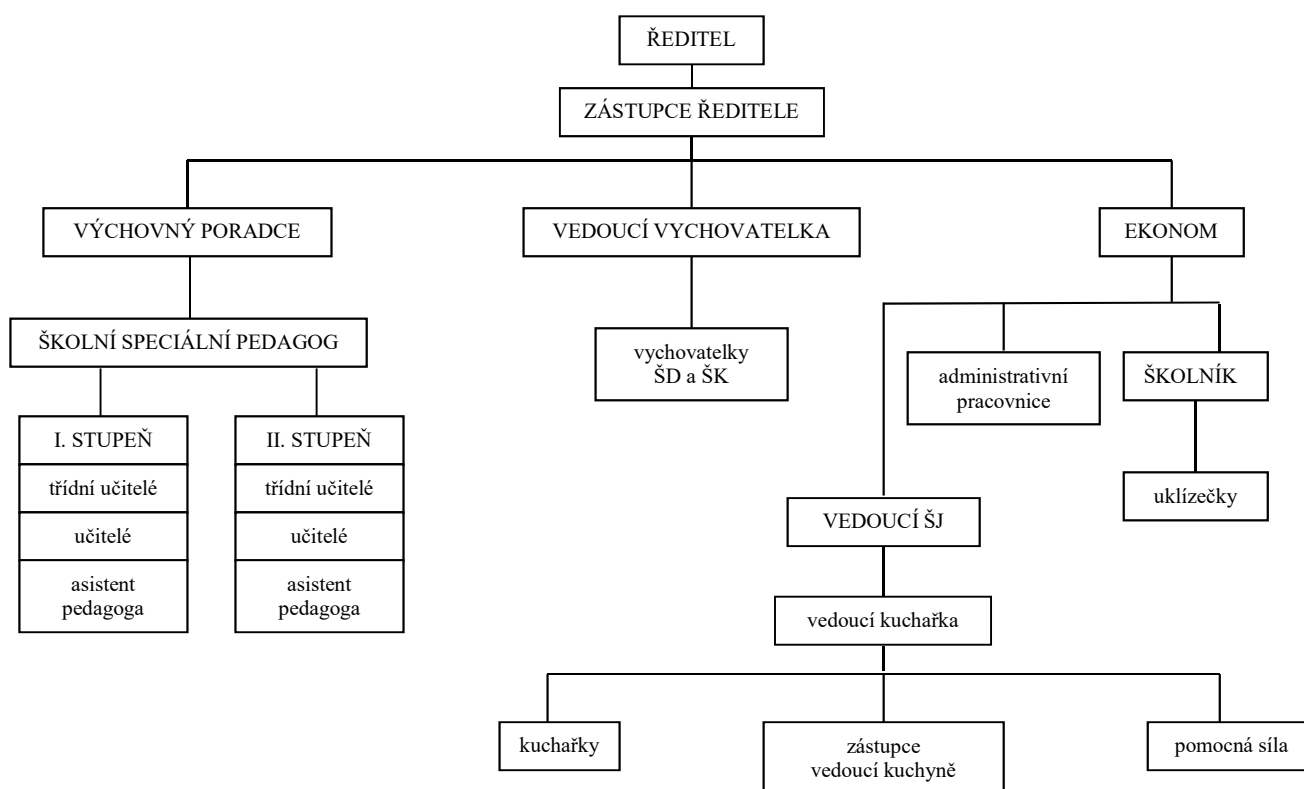 ŘEDITEL
ZÁSTUPCE ŘEDITELE
VÝCHOVNÝ PORADCE
VEDOUCÍ VYCHOVATELKA
EKONOM
ŠKOLNÍ SPECIÁLNÍ PEDAGOG
vychovatelky
ŠD a ŠK
administrativní
pracovnice
ŠKOLNÍK
I. STUPEŇ
třídní učitelé
učitelé
asistent
pedagoga
II. STUPEŇ
třídní učitelé
učitelé
asistent
pedagoga
uklízečky
VEDOUCÍ ŠJ
vedoucí kuchařka
kuchařky
zástupce
vedoucí kuchyně
pomocná síla